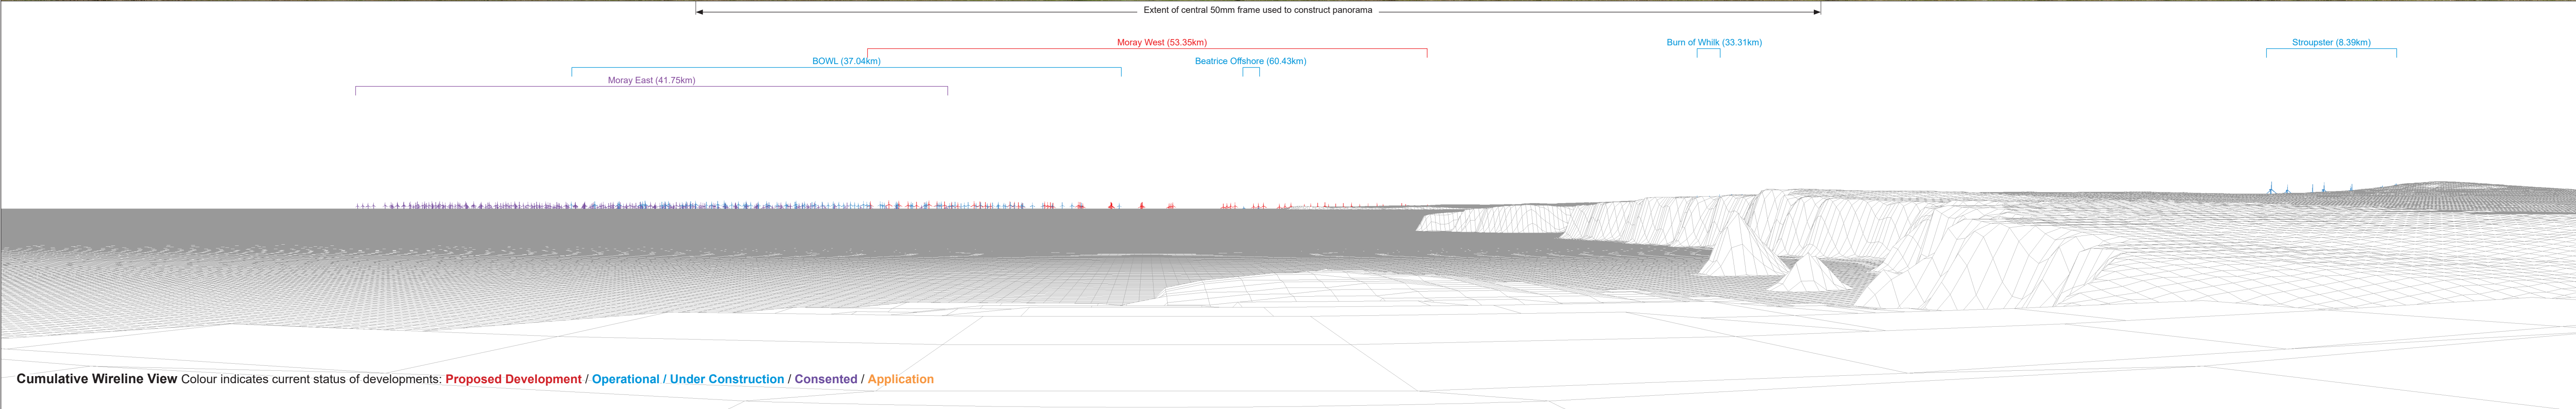 Extent of central 50mm frame used to construct panorama
Moray West (53.35km)
Burn of Whilk (33.31km)
Stroupster (8.39km)
BOWL (37.04km)
Beatrice Offshore (60.43km)
Moray East (41.75km)
Cumulative Wireline View Colour indicates current status of developments: Proposed Development / Operational / Under Construction / Consented / Application